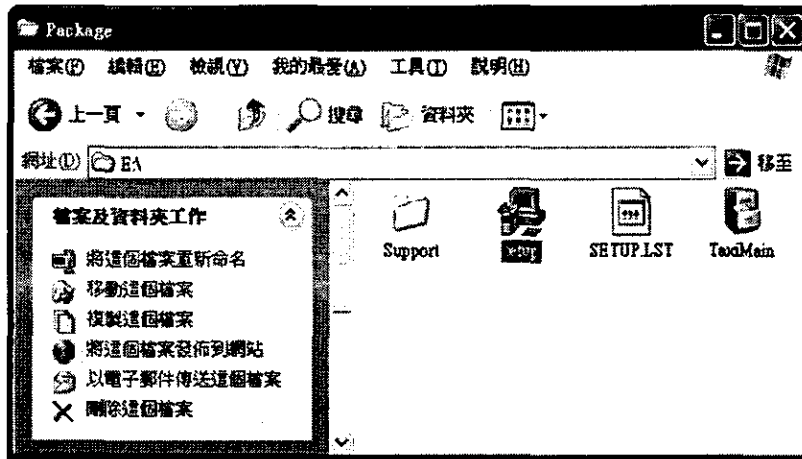 Package
檔案(F) 編輯(E) 檢視(V) 我的最愛(A) 工具(T) 說明(H)
上一頁 搜尋 資料夾
網址(D) E:\ 移至
檔案及資料夾工作
將這個檔案重新命名
移動這個檔案
複製這個檔案
將這個檔案發佈到網站
以電子郵件傳送這個檔案
刪除這個檔案
Support setup SETUP.LST TaxiMain